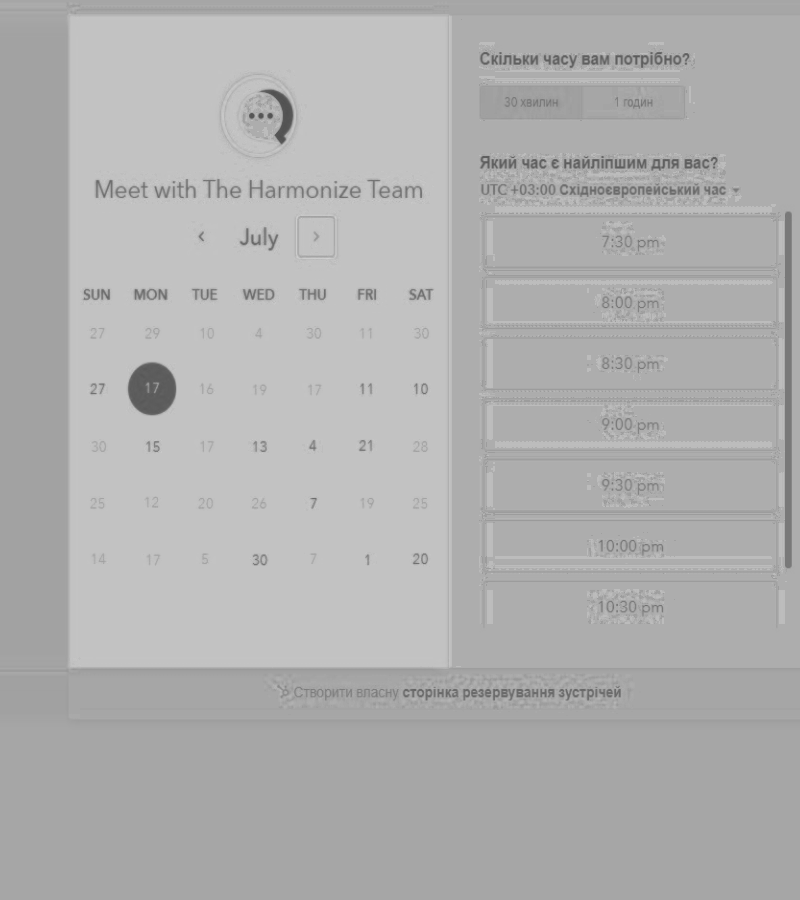 Meet with The Harmonize Team
July
SUN MON TUE WED THU FRI SAT
27 29 10 4 30 11 30
27 17 16 19 17 11 10
30 15 17 13 4 21 28
25 12 20 26 7 19 25
14 17 5 30 7 1 20
Скільки часу вам потрібно?
30 хвилин 1 годин
Який час є найліпшим для вас?
UTC +03:00 Східноєвропейський час
7:30 pm
8:00 pm
8:30 pm
9:00 pm
9:30 pm
10:00 pm
10:30 pm
Створити власну сторінка резервування зустрічей